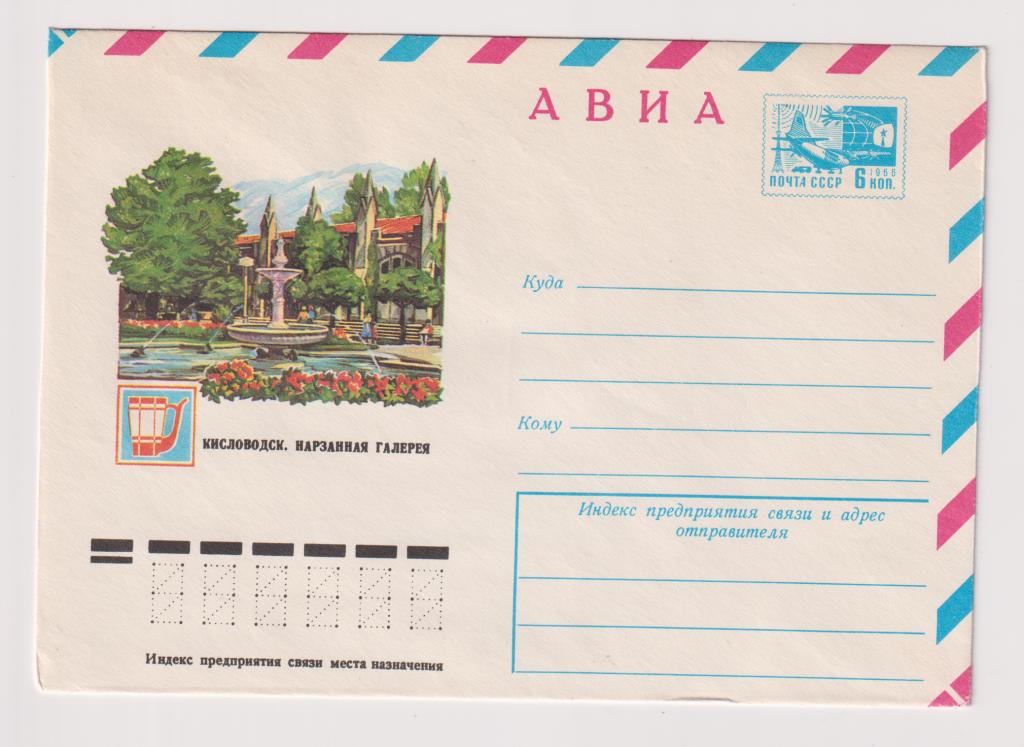 АВИА
1966
ПОЧТА СССР 6 КОП.
Куда
Кому
КИСЛОВОДСК. НАРЗАННАЯ ГАЛЕРЕЯ
Индекс предприятия связи и адрес
отправителя
Индекс предприятия связи места назначения